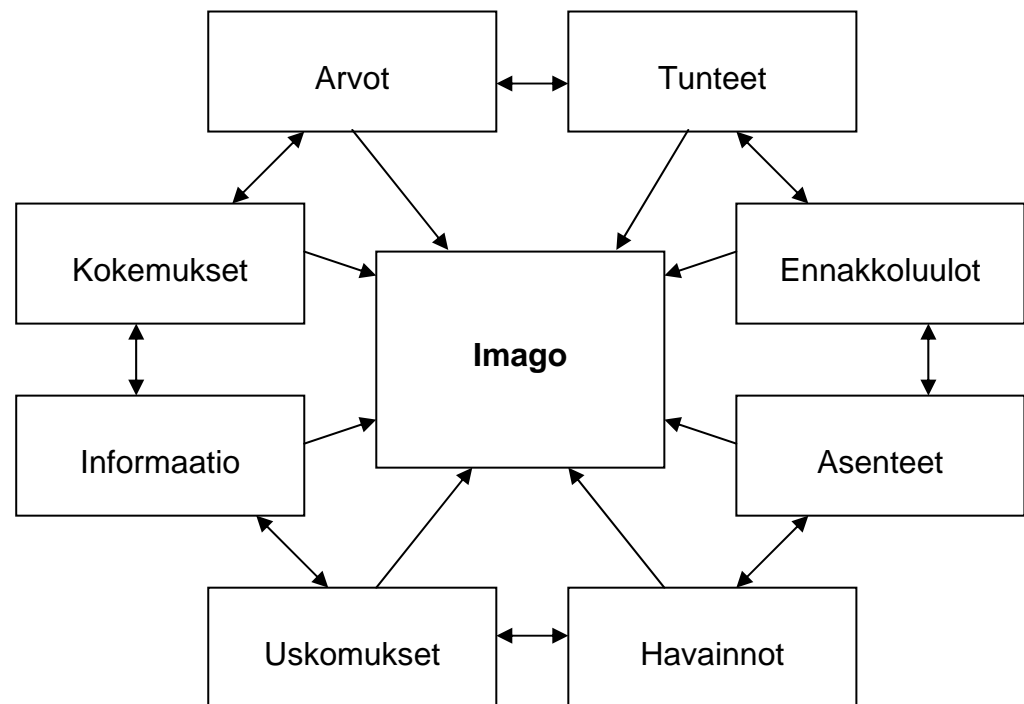 Arvot
Tunteet
Kokemukset
Ennakkoluulot
Imago
Informaatio
Asenteet
Uskomukset
Havainnot